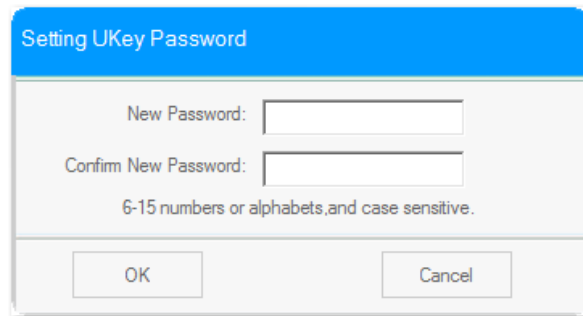 Setting UKey Password
New Password:
Confirm New Password:
6-15 numbers or alphabets,and case sensitive.
OK Cancel